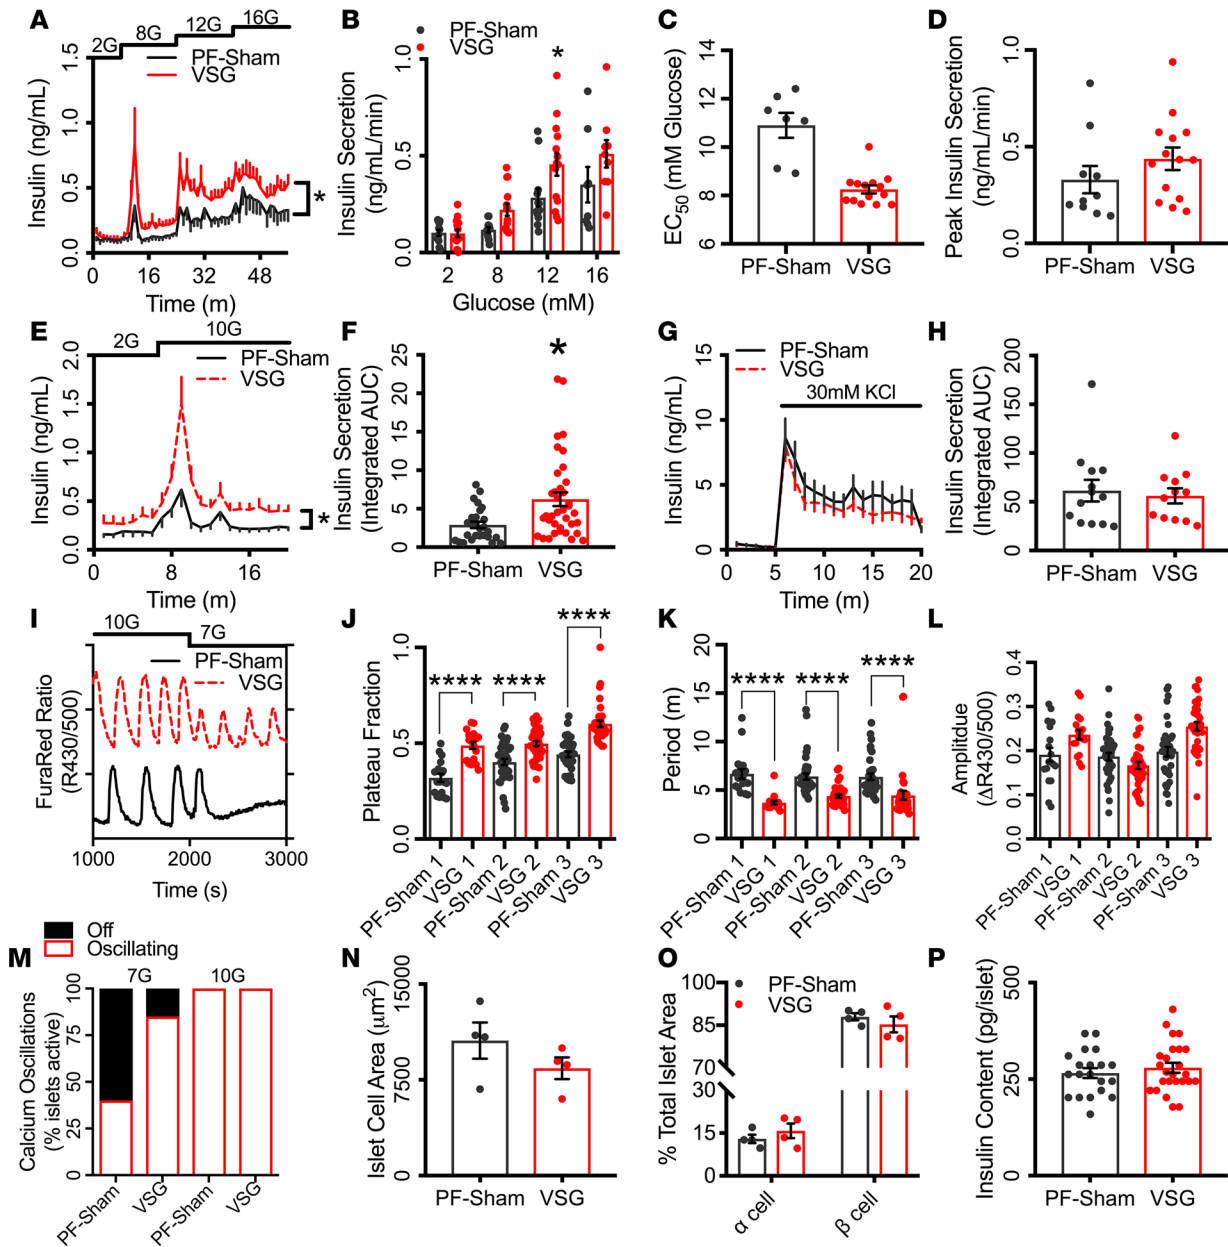 A
2G
8G
12G
16G
PF-Sham
VSG
Insulin (ng/mL)
1.5
1.0
0.5
0.0
0
16
32
48
Time (m)
B
PF-Sham
VSG
*
*
Insulin Secretion
(ng/mL/min)
1.0
0.5
0.0
2
8
12
16
Glucose (mM)
C
EC50 (mM Glucose)
14
12
10
8
6
PF-Sham
VSG
D
Peak Insulin Secretion
(ng/mL/min)
1.0
0.5
0.0
PF-Sham
VSG
E
2G
10G
PF-Sham
VSG
Insulin (ng/mL)
2.0
1.5
1.0
0.5
0.0
*
0
8
16
Time (m)
F
*
Insulin Secretion
(Integrated AUC)
25
20
15
10
5
0
PF-Sham
VSG
G
PF-Sham
VSG
30mM KCl
Insulin (ng/mL)
15
10
5
0
0
5
10
15
20
Time (m)
H
Insulin Secretion
(Integrated AUC)
200
150
100
50
0
PF-Sham
VSG
I
10G
7G
PF-Sham
VSG
FuraRed Ratio
(R430/500)
1000
2000
3000
Time (s)
J
****
****
****
Plateau Fraction
1.0
0.5
0.0
PF-Sham 1
VSG 1
PF-Sham 2
VSG 2
PF-Sham 3
VSG 3
K
****
****
****
Period (m)
20
15
10
5
0
PF-Sham 1
VSG 1
PF-Sham 2
VSG 2
PF-Sham 3
VSG 3
L
Amplitdue
(ΔR430/500)
0.4
0.3
0.2
0.1
0.0
PF-Sham 1
VSG 1
PF-Sham 2
VSG 2
PF-Sham 3
VSG 3
Off
Oscillating
M
7G
10G
Calcium Oscillations
(% islets active)
100
75
50
25
0
PF-Sham
VSG
PF-Sham
VSG
N
Islet Cell Area (μm2)
15000
7500
0
PF-Sham
VSG
O
PF-Sham
VSG
% Total Islet Area
100
85
70
30
15
0
α cell
β cell
P
Insulin Content (pg/islet)
500
250
0
PF-Sham
VSG